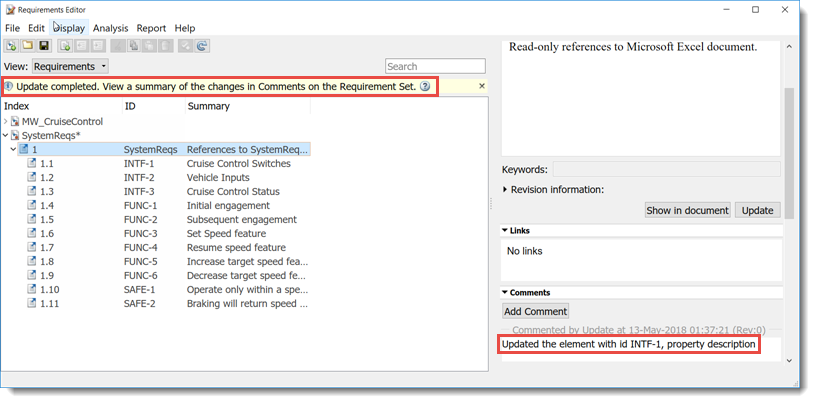 Requirements Editor
File Edit Display Analysis Report Help
View: Requirements
Search
Update completed. View a summary of the changes in Comments on the Requirement Set.
Index ID Summary
MW_CruiseControl
SystemReqs*
1 SystemReqs References to SystemReq...
1.1 INTF-1 Cruise Control Switches
1.2 INTF-2 Vehicle Inputs
1.3 INTF-3 Cruise Control Status
1.4 FUNC-1 Initial engagement
1.5 FUNC-2 Subsequent engagement
1.6 FUNC-3 Set Speed feature
1.7 FUNC-4 Resume speed feature
1.8 FUNC-5 Increase target speed fea...
1.9 FUNC-6 Decrease target speed fe...
1.10 SAFE-1 Operate only within a spe...
1.11 SAFE-2 Braking will return speed ...
Read-only references to Microsoft Excel document.
Keywords:
Revision information:
Show in document Update
Links
No links
Comments
Add Comment
Commented by Update at 13-May-2018 01:37:21 (Rev:0)
Updated the element with id INTF-1, property description